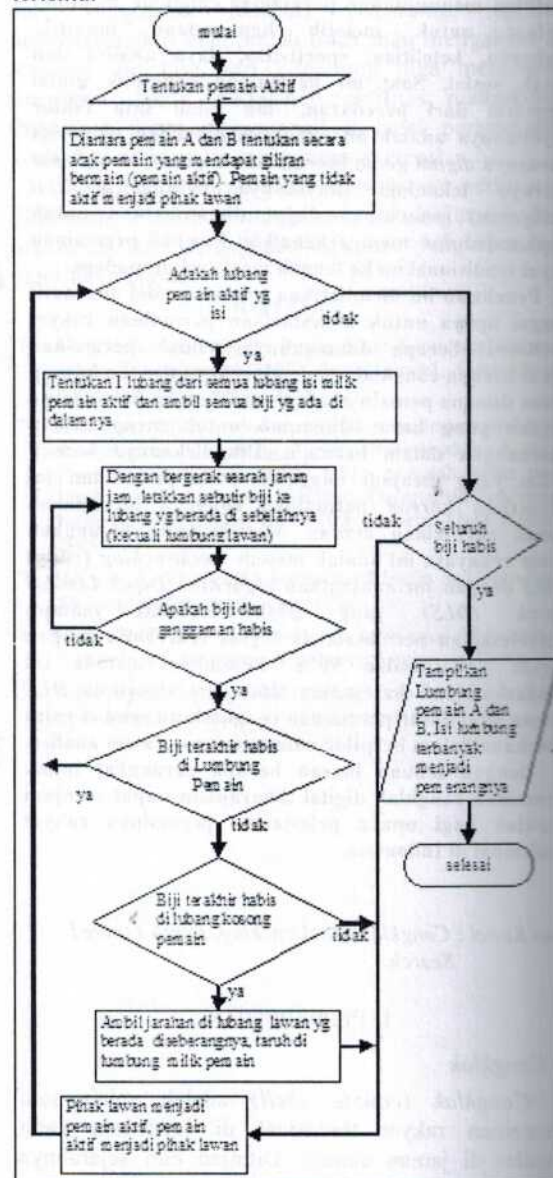 mulai
Tentukan pemain Aktif
Diantara pemain A dan B tentukan secara
acak pemain yang mendapat giliran
bermain (pemain aktif). Pemain yang tidak
aktif menjadi pihak lawan
Adakah lubang
pemain aktif yg
isi
tidak
ya
Tentukan 1 lubang dari semua lubang isi milik
pemain aktif dan ambil semua biji yg ada di
dalamnya
Dengan bergerak searah jarum
jam, letakkan sebutir biji ke
lubang yg berada di sebelahnya
(kecuali lumbung lawan)
tidak
Seluruh
biji habis
ya
Apakah biji dlm
genggaman habis
tidak
ya
Biji terakhir habis
di Lumbung
Pemain
ya
tidak
Tampilkan
Lumbung
pemain A dan
B, Isi lumbung
terbanyak
menjadi
pemenangnya
selesai
Biji terakhir habis
di lubang kosong
pemain
tidak
ya
Ambil jarahan di lubang lawan yg
berada diseberangnya, taruh di
lumbung milik pemain
Pihak lawan menjadi
pemain aktif, pemain
aktif menjadi pihak lawan